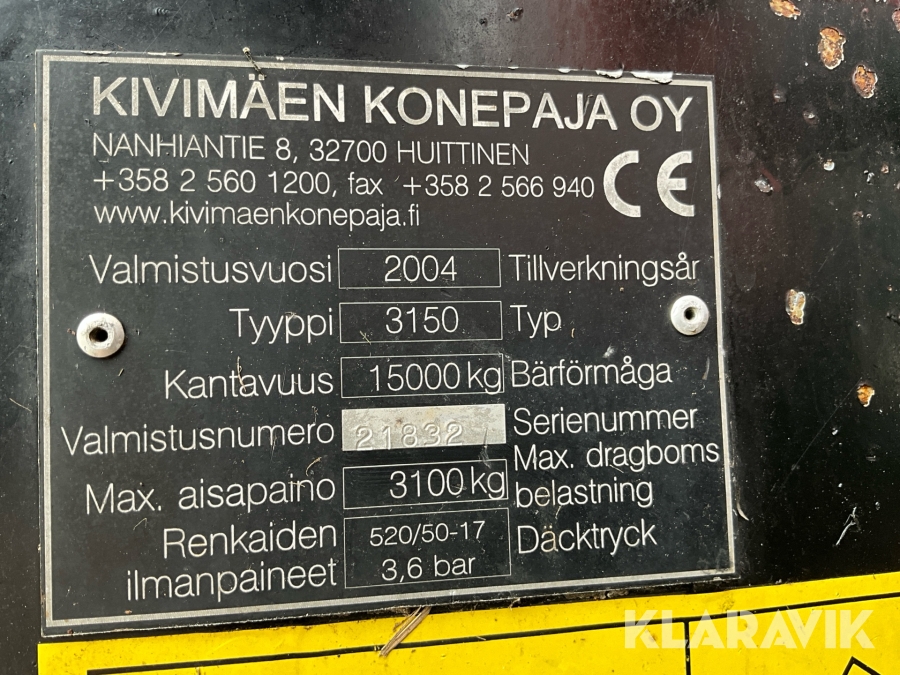 KIVIMÄEN KONEPAJA OY
NANHIANTIE 8, 32700 HUITTINEN
+358 2 560 1200, fax +358 2 566 940
www.kivimaenkonepaja.fi
CE
Valmistusvuosi 2004 Tillverkningsår
Tyyppi 3150 Typ
Kantavuus 15000 kg Bärförmåga
Valmistusnumero 21832 Serienummer
Max. aisapaino 3100 kg Max. dragboms
belastning
Renkaiden 520/50-17 Däcktryck
ilmanpaineet 3,6 bar
KLARAVIK